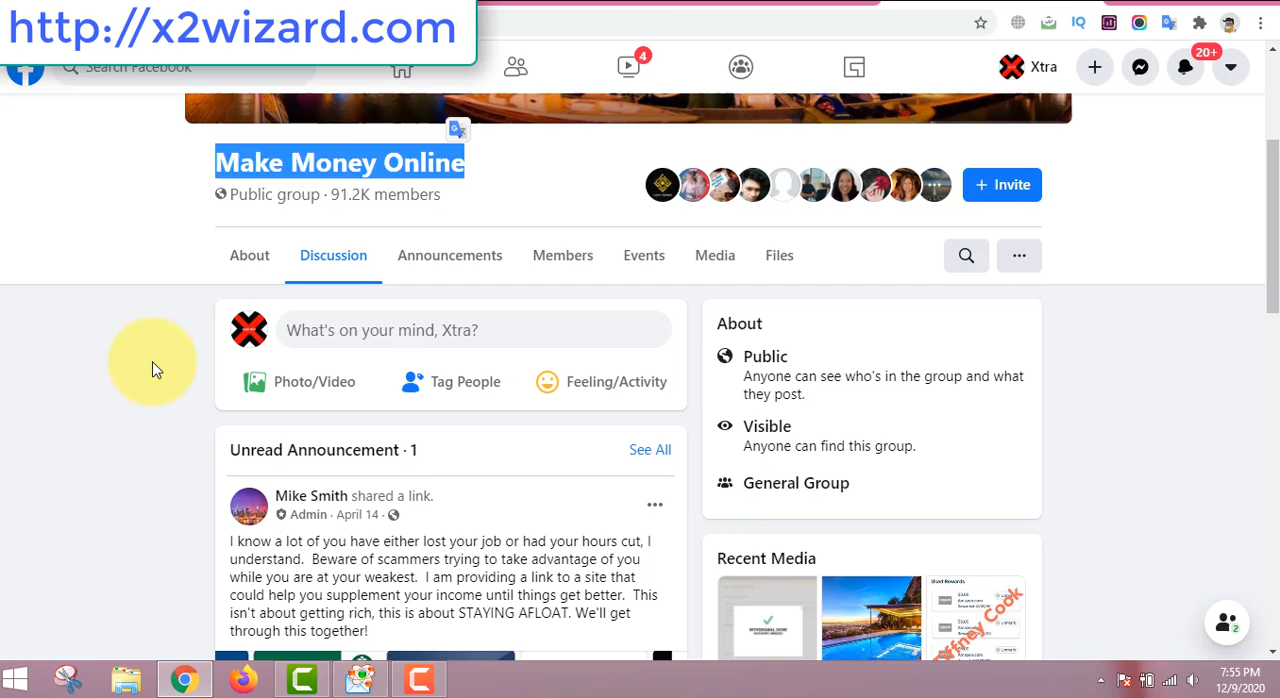 http://x2wizard.com
Search Facebook
4
Xtra
20+
Make Money Online
Public group · 91.2K members
+ Invite
About
Discussion
Announcements
Members
Events
Media
Files
What's on your mind, Xtra?
Photo/Video
Tag People
Feeling/Activity
Unread Announcement · 1
See All
Mike Smith shared a link.
Admin · April 14 ·
I know a lot of you have either lost your job or had your hours cut, I
understand. Beware of scammers trying to take advantage of you
while you are at your weakest. I am providing a link to a site that
could help you supplement your income until things get better. This
isn't about getting rich, this is about STAYING AFLOAT. We'll get
through this together!
About
Public
Anyone can see who's in the group and what
they post.
Visible
Anyone can find this group.
General Group
Recent Media
WITHDRAWAL DONE
Used Rewards
2
7:55 PM
12/9/2020